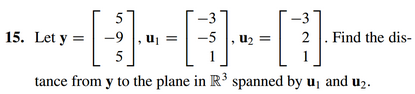 15. Let y = [5 -9 5], u₁ = [-3 -5 1], u₂ = [-3 2 1]. Find the dis-
tance from y to the plane in ℝ³ spanned by u₁ and u₂.